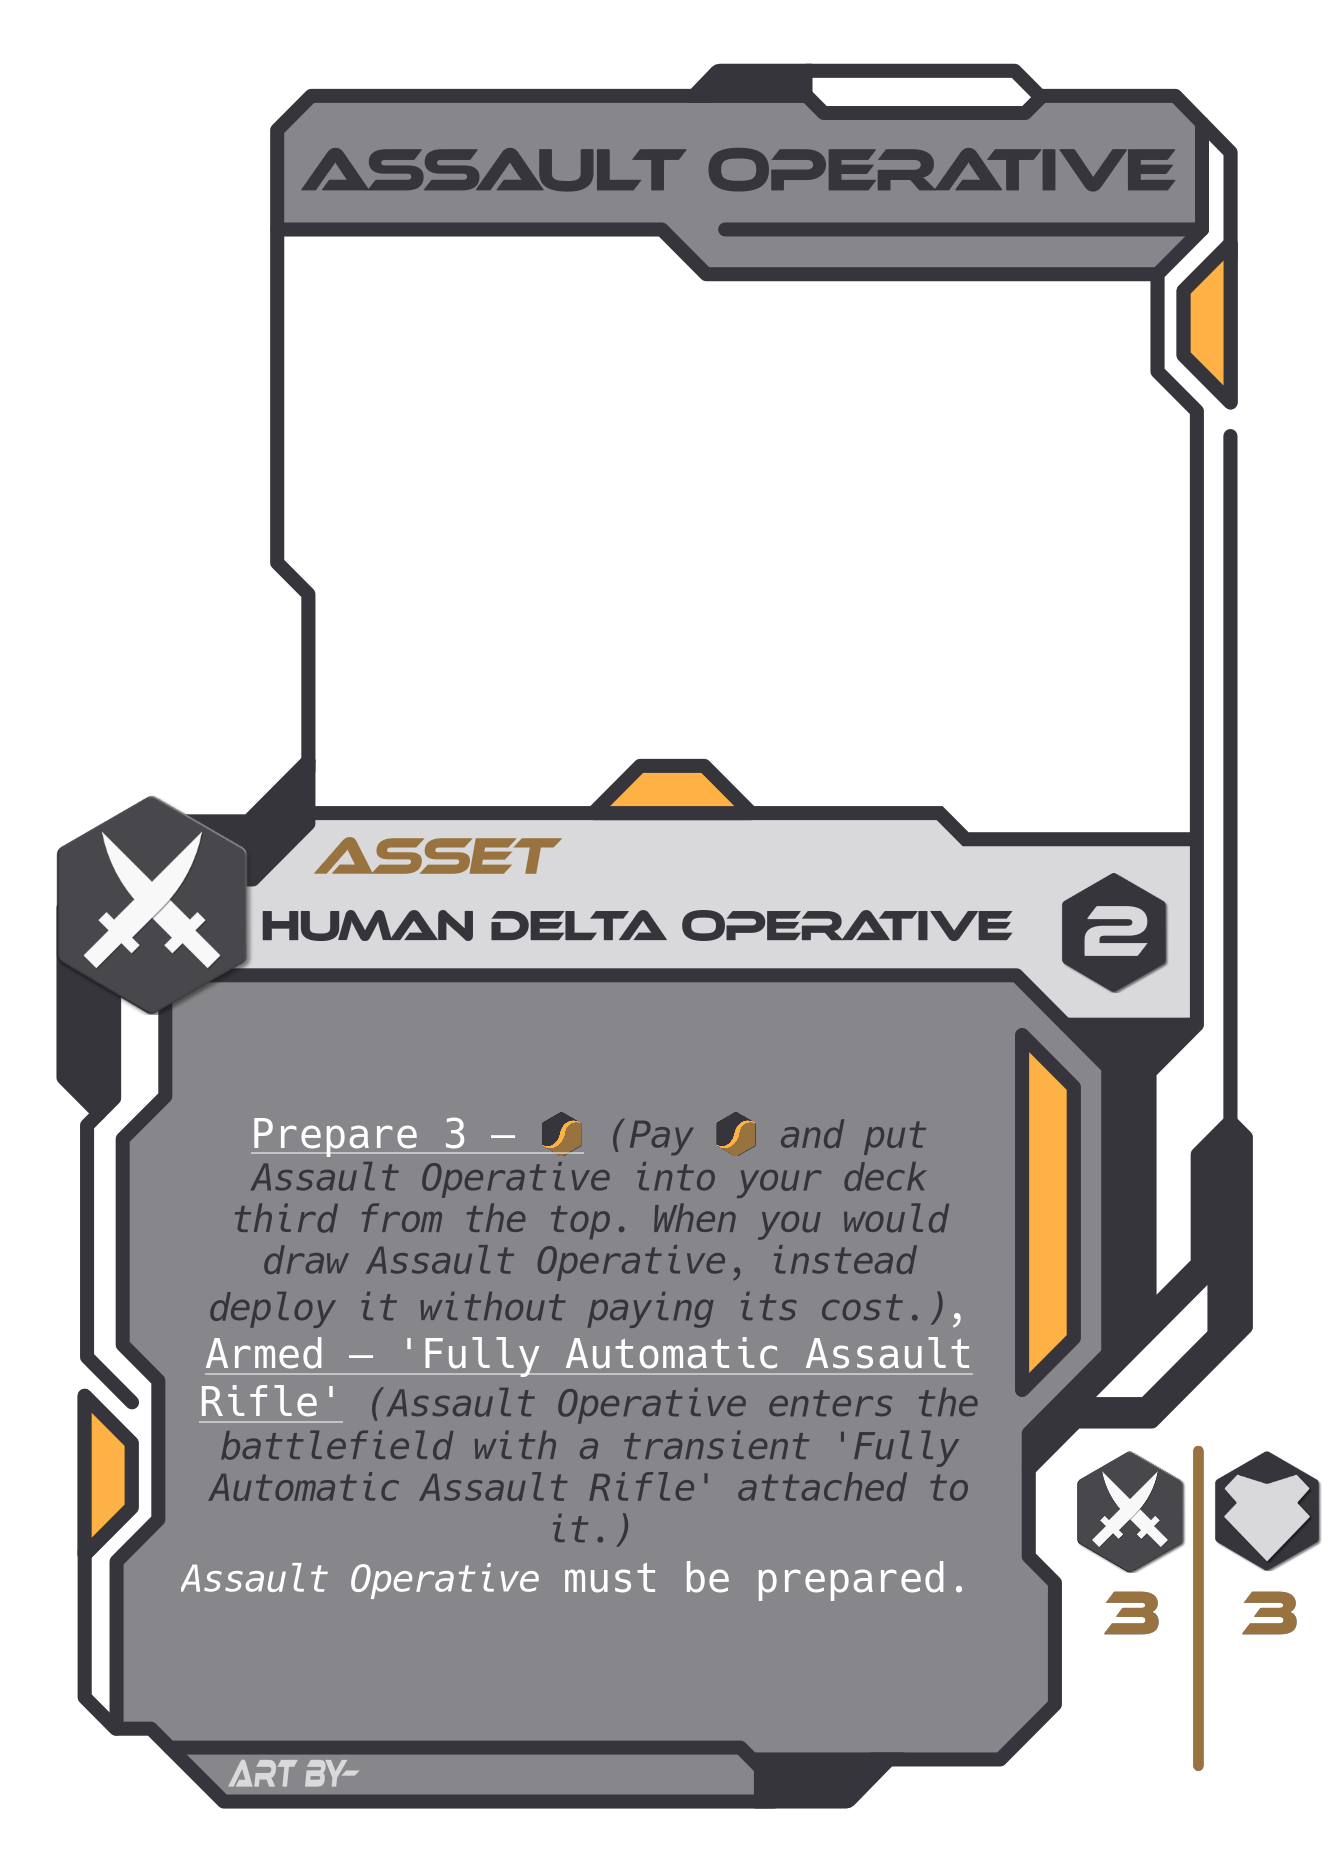 ASSAULT OPERATIVE
ASSET
HUMAN DELTA OPERATIVE
2
Prepare 3 – (Pay and put
Assault Operative into your deck
third from the top. When you would
draw Assault Operative, instead
deploy it without paying its cost.),
Armed – 'Fully Automatic Assault
Rifle' (Assault Operative enters the
battlefield with a transient 'Fully
Automatic Assault Rifle' attached to
it.)
Assault Operative must be prepared.
3 3
ART BY-